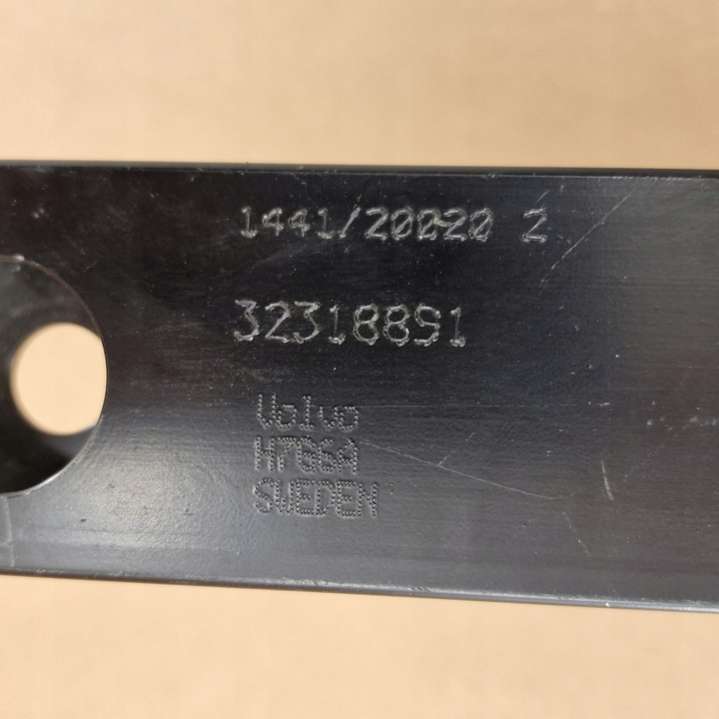 1441/20020 2
32318891
Volvo
H7G6A
SWEDEN